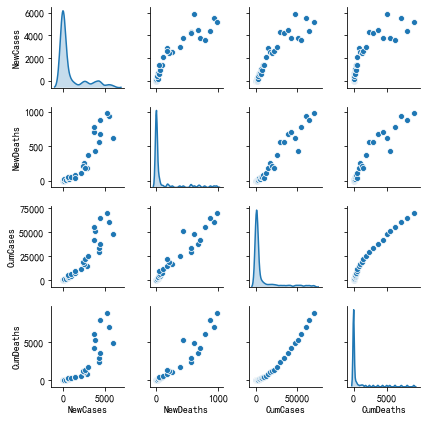 6000
4000
2000
0
NewCases
1000
500
0
NewDeaths
75000
50000
25000
0
CumCases
5000
0
CumDeaths
0 5000
NewCases
0 500 1000
NewDeaths
0 50000
CumCases
0 5000
CumDeaths